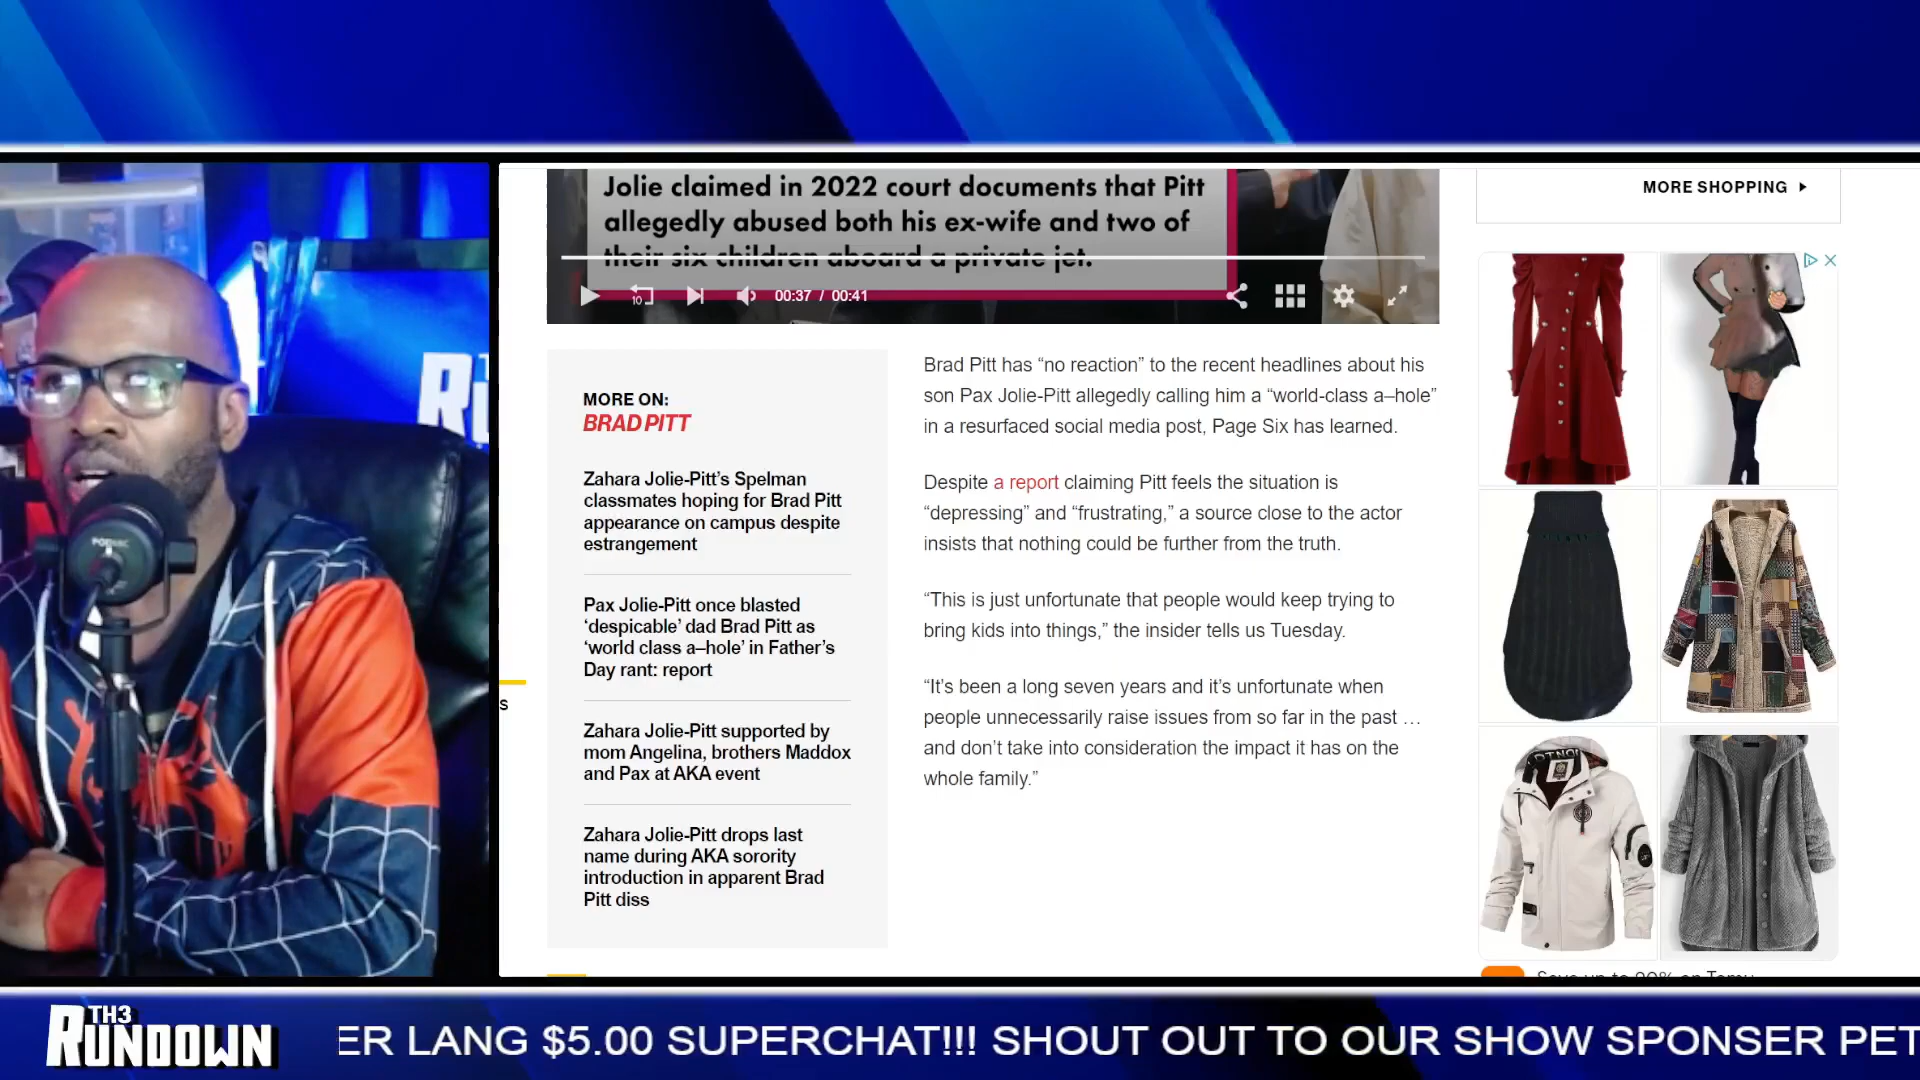 Jolie claimed in 2022 court documents that Pitt
allegedly abused both his ex-wife and two of
their six children aboard a private jet.
10
00:37 / 00:41
MORE SHOPPING
MORE ON:
BRAD PITT
Zahara Jolie-Pitt’s Spelman
classmates hoping for Brad Pitt
appearance on campus despite
estrangement
Pax Jolie-Pitt once blasted
‘despicable’ dad Brad Pitt as
‘world class a–hole’ in Father’s
Day rant: report
Zahara Jolie-Pitt supported by
mom Angelina, brothers Maddox
and Pax at AKA event
Zahara Jolie-Pitt drops last
name during AKA sorority
introduction in apparent Brad
Pitt diss
Brad Pitt has “no reaction” to the recent headlines about his
son Pax Jolie-Pitt allegedly calling him a “world-class a–hole”
in a resurfaced social media post, Page Six has learned.
Despite a report claiming Pitt feels the situation is
“depressing” and “frustrating,” a source close to the actor
insists that nothing could be further from the truth.
“This is just unfortunate that people would keep trying to
bring kids into things,” the insider tells us Tuesday.
“It’s been a long seven years and it’s unfortunate when
people unnecessarily raise issues from so far in the past …
and don’t take into consideration the impact it has on the
whole family.”
s
Save up to 90% on Temu
TH3
RUNDOWN
ER LANG $5.00 SUPERCHAT!!! SHOUT OUT TO OUR SHOW SPONSER PET